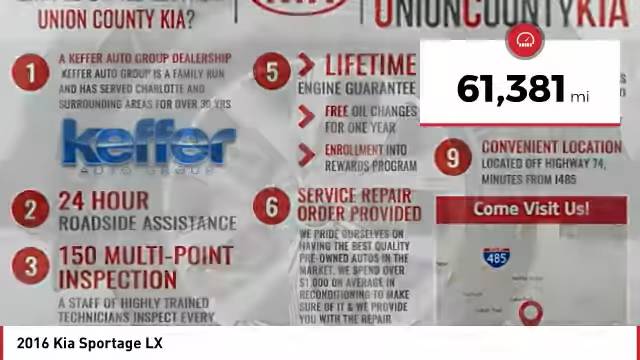 UNION COUNTY KIA?
UNIONCOUNTYKIA
1
A KEFFER AUTO GROUP DEALERSHIP
KEFFER AUTO GROUP IS A FAMILY RUN
AND HAS SERVED CHARLOTTE AND
SURROUNDING AREAS FOR OVER 30 YRS
keffer
AUTO GROUP
2
24 HOUR
ROADSIDE ASSISTANCE
3
150 MULTI-POINT
INSPECTION
A STAFF OF HIGHLY TRAINED
TECHNICIANS INSPECT EVERY
5
LIFETIME
ENGINE GUARANTEE
FREE OIL CHANGES
FOR ONE YEAR
ENROLLMENT INTO
REWARDS PROGRAM
6
SERVICE REPAIR
ORDER PROVIDED
WE PRIDE OURSELVES ON
HAVING THE BEST QUALITY
PRE-OWNED AUTOS IN THE
MARKET. WE SPEND OVER
$1,000 ON AVERAGE IN
RECONDITIONING TO MAKE
SURE OF IT & WE PROVIDE
YOU WITH THE REPAIR
61,381 mi
9
CONVENIENT LOCATION
LOCATED OFF HIGHWAY 74,
MINUTES FROM I485
Come Visit Us!
485
2016 Kia Sportage LX